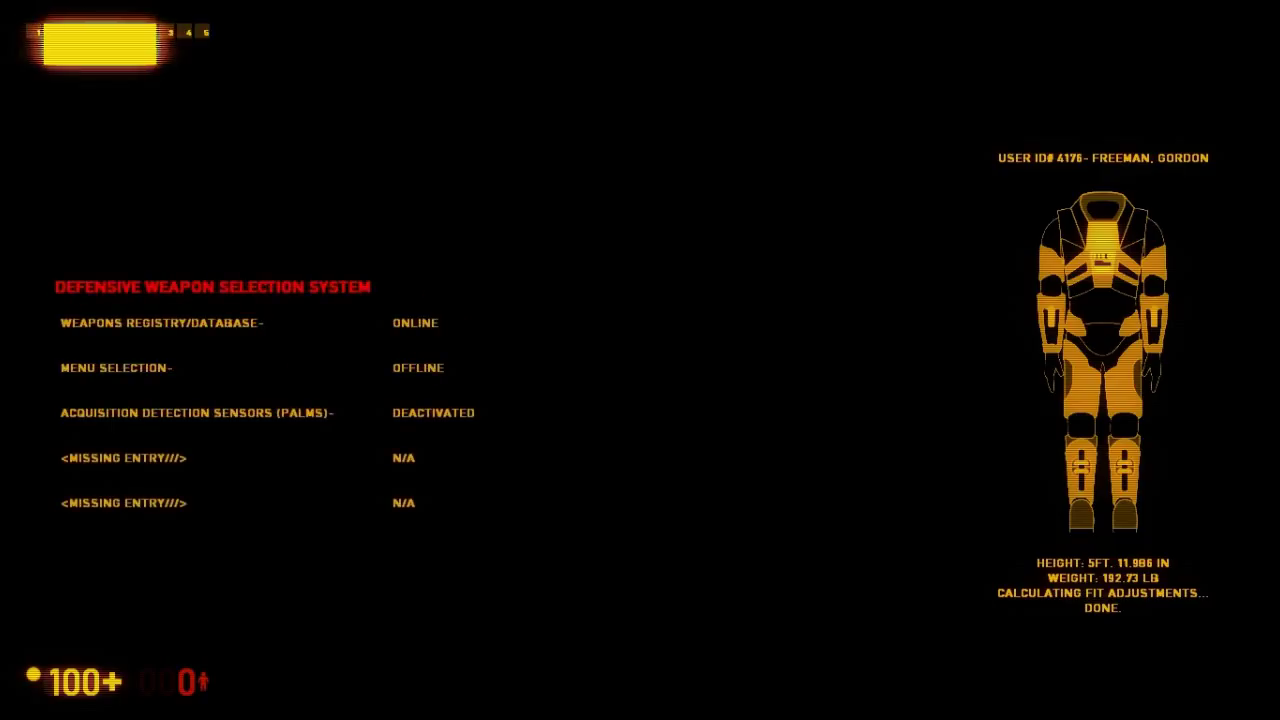 1 3 4 5
USER ID# 4176- FREEMAN, GORDON
DEFENSIVE WEAPON SELECTION SYSTEM
WEAPONS REGISTRY/DATABASE- ONLINE
MENU SELECTION- OFFLINE
ACQUISITION DETECTION SENSORS (PALMS)- DEACTIVATED
<MISSING ENTRY///> N/A
<MISSING ENTRY///> N/A
HEIGHT: 5FT. 11.986 IN
WEIGHT: 192.73 LB
CALCULATING FIT ADJUSTMENTS...
DONE.
100+ 0